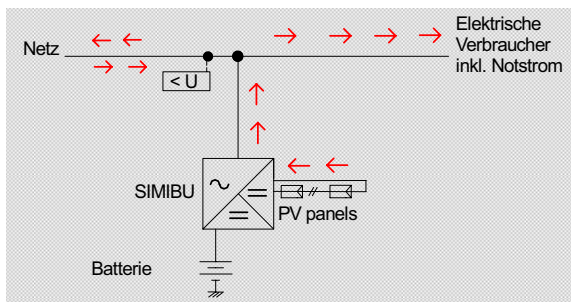 Netz
Elektrische
Verbraucher
inkl. Notstrom
< U
SIMIBU
PV panels
Batterie